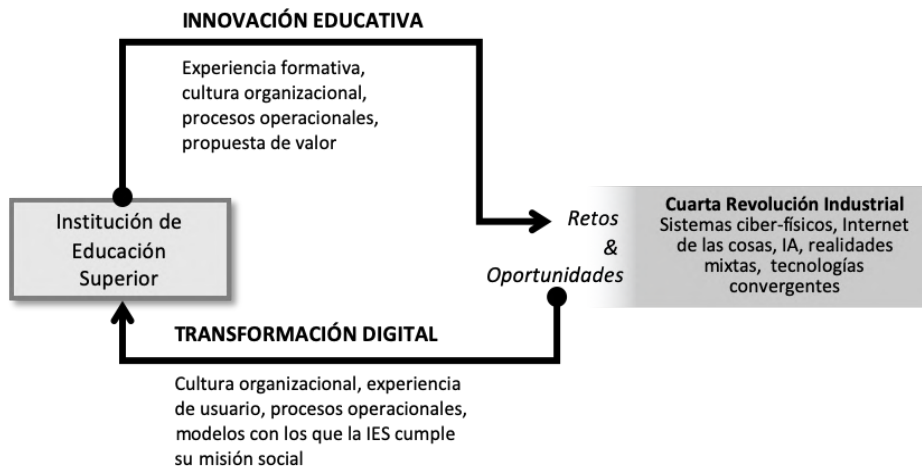 INNOVACIÓN EDUCATIVA
Experiencia formativa,
cultura organizacional,
procesos operacionales,
propuesta de valor
Institución de
Educación
Superior
Retos
&
Oportunidades
Cuarta Revolución Industrial
Sistemas ciber-físicos, Internet
de las cosas, IA, realidades
mixtas, tecnologías
convergentes
TRANSFORMACIÓN DIGITAL
Cultura organizacional, experiencia
de usuario, procesos operacionales,
modelos con los que la IES cumple
su misión social